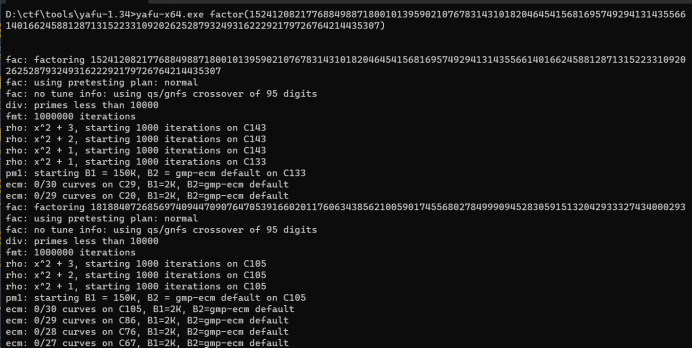 D:\ctf\tools\yafu-1.34>yafu-x64.exe factor(1524120821776884988718001013959021076783143101820464541568169574929413143556
6140166245881287131522331092026252879324931622292179726764214435307)
fac: factoring 15241208217768849887180010139590210767831431018204645415681695749294131435566140166245881287131522331092
0262528793249316222921797267642144353​07
fac: using pretesting plan: normal
fac: no tune info: using qs/gnfs crossover of 95 digits
div: primes less than 10000
fmt: 1000000 iterations
rho: x^2 + 3, starting 1000 iterations on C143
rho: x^2 + 2, starting 1000 iterations on C143
rho: x^2 + 1, starting 1000 iterations on C143
rho: x^2 + 1, starting 1000 iterations on C133
pm1: starting B1 = 150K, B2 = gmp-ecm default on C133
ecm: 0/30 curves on C29, B1=2K, B2=gmp-ecm default
ecm: 0/29 curves on C20, B1=2K, B2=gmp-ecm default
fac: factoring 181884072685697409447090764705391660201176063438562100590174556802784999094528305915132042933327434000293
fac: using pretesting plan: normal
fac: no tune info: using qs/gnfs crossover of 95 digits
div: primes less than 10000
fmt: 1000000 iterations
rho: x^2 + 3, starting 1000 iterations on C105
rho: x^2 + 2, starting 1000 iterations on C105
rho: x^2 + 1, starting 1000 iterations on C105
pm1: starting B1 = 150K, B2 = gmp-ecm default on C105
ecm: 0/30 curves on C105, B1=2K, B2=gmp-ecm default
ecm: 0/29 curves on C86, B1=2K, B2=gmp-ecm default
ecm: 0/28 curves on C76, B1=2K, B2=gmp-ecm default
ecm: 0/27 curves on C67, B1=2K, B2=gmp-ecm default